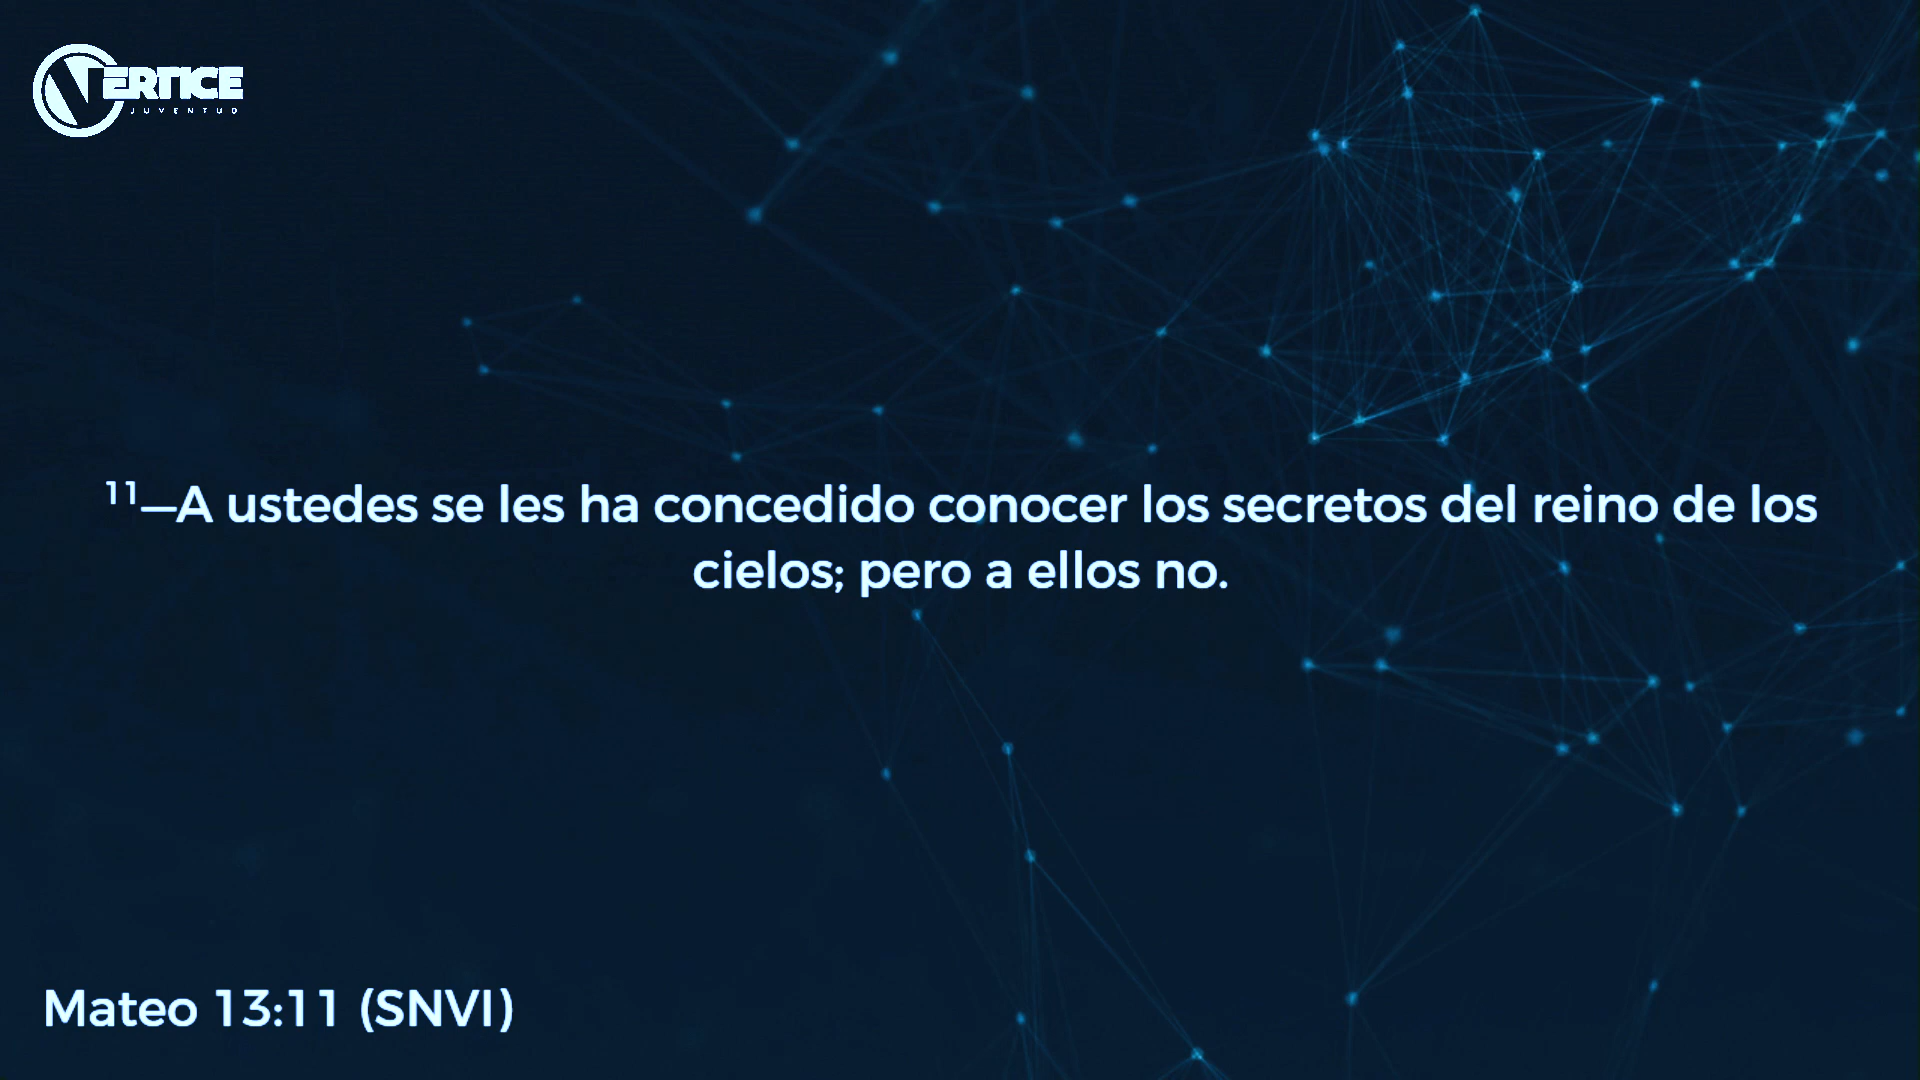 VERTICE
JUVENTUD
¹¹—A ustedes se les ha concedido conocer los secretos del reino de los
cielos; pero a ellos no.
Mateo 13:11 (SNVI)